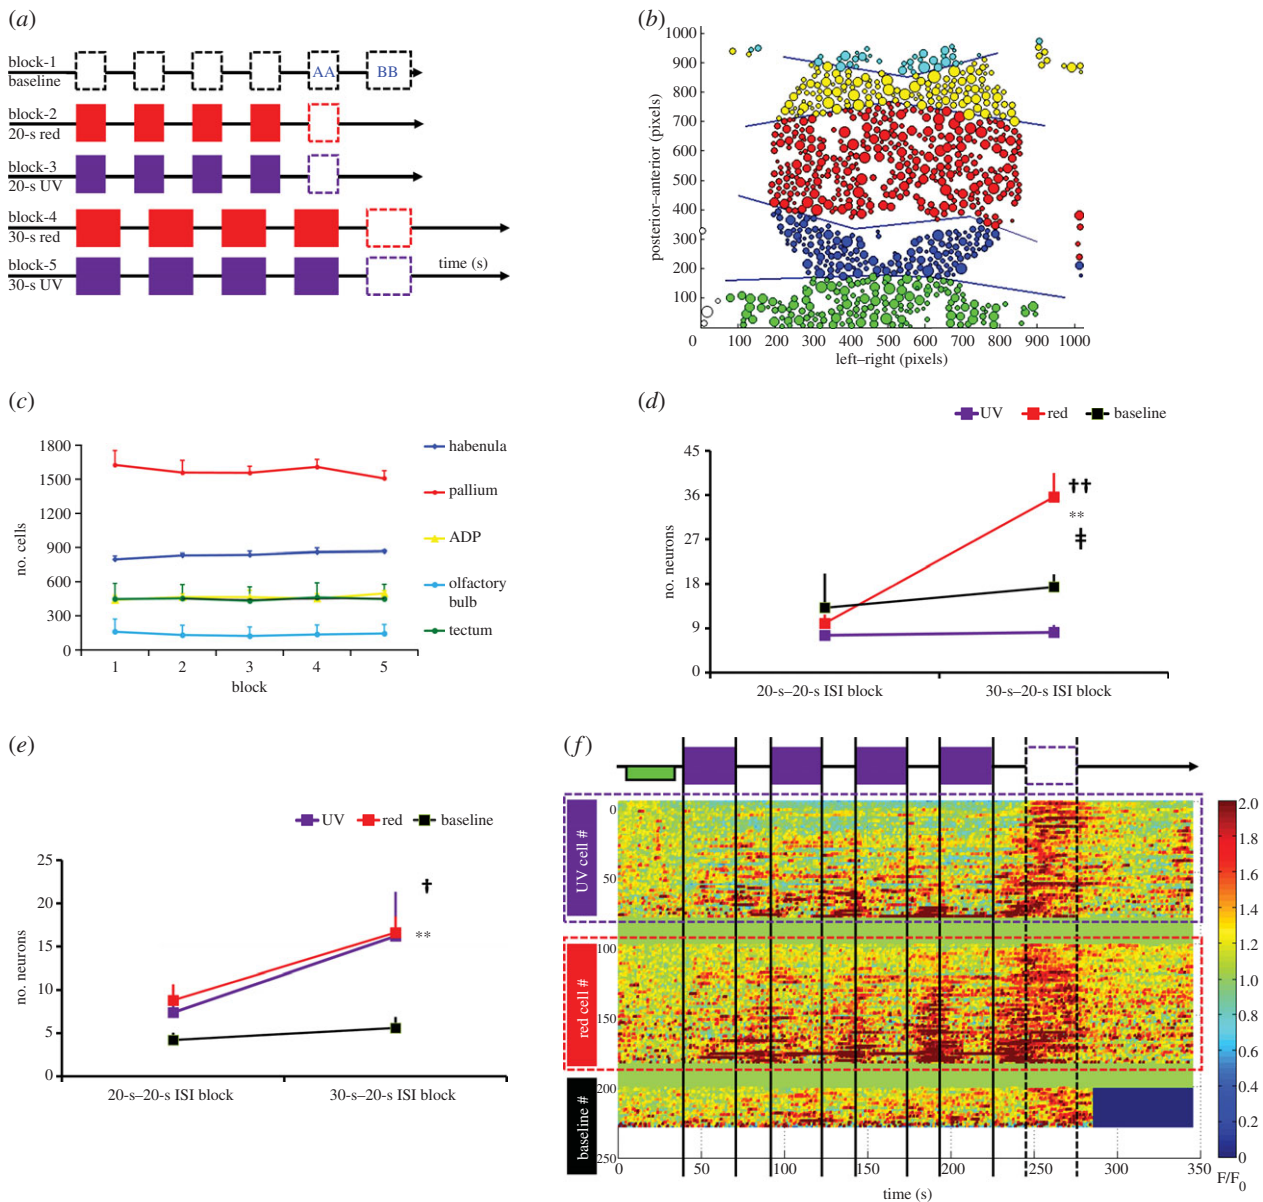 (a)
block-1
baseline
AA
BB
block-2
20-s red
block-3
20-s UV
block-4
30-s red
block-5
30-s UV
time (s)
(b)
posterior–anterior (pixels)
1000
900
800
700
600
500
400
300
200
100
0
100 200 300 400 500 600 700 800 900 1000
left–right (pixels)
(c)
no. cells
1800
1500
1200
900
600
300
0
1 2 3 4 5
block
habenula
pallium
ADP
olfactory
bulb
tectum
(d)
UV red baseline
no. neurons
45
36
27
18
9
0
20-s–20-s ISI block 30-s–20-s ISI block
††
**
‡
(e)
UV red baseline
no. neurons
25
20
15
10
5
0
20-s–20-s ISI block 30-s–20-s ISI block
†
**
(f)
UV cell #
red cell #
baseline #
0
50
100
150
200
250
0 50 100 150 200 250 300 350
time (s)
2.0
1.8
1.6
1.4
1.2
1.0
0.8
0.6
0.4
0.2
0
F/F0